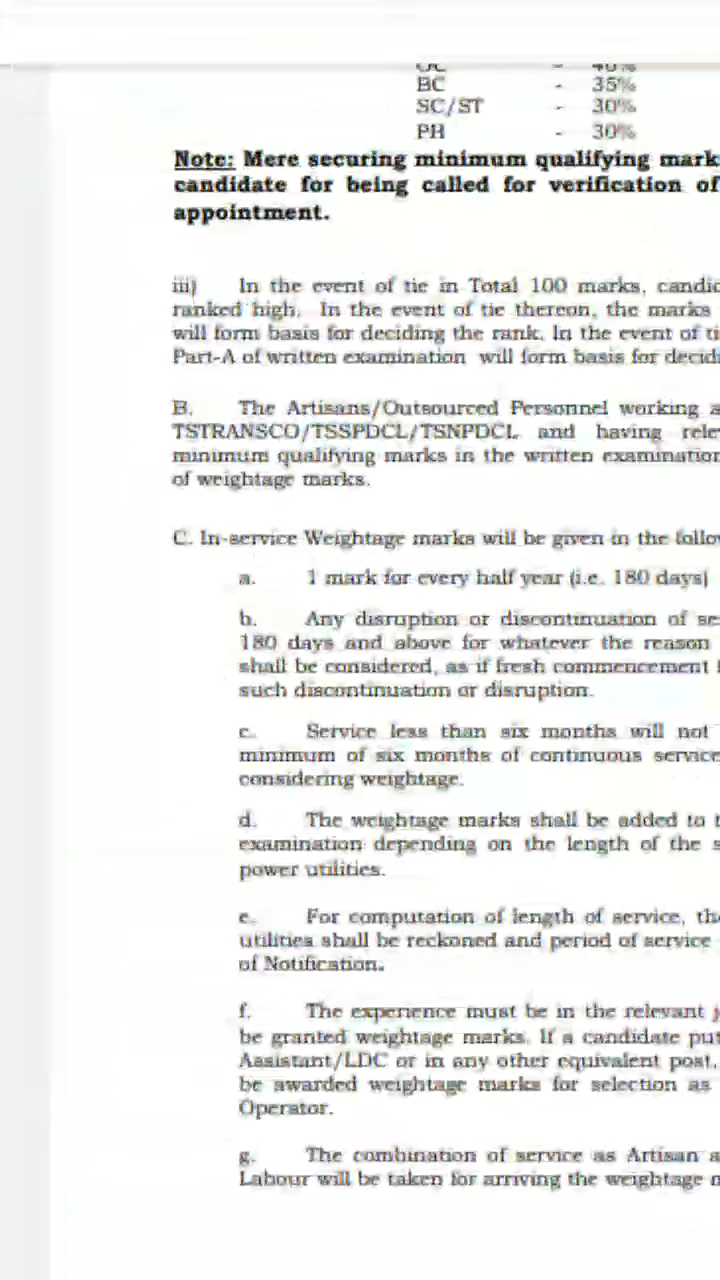 OC - 40%
BC - 35%
SC/ST - 30%
PH - 30%
Note: Mere securing minimum qualifying mark
candidate for being called for verification of
appointment.
iii) In the event of tie in Total 100 marks, candid
ranked high. In the event of tie thereon, the marks
will form basis for deciding the rank. In the event of ti
Part-A of written examination will form basis for decidi
B. The Artisans/Outsourced Personnel working a
TSTRANSCO/TSSPDCL/TSNPDCL and having rele
minimum qualifying marks in the written examination
of weightage marks.
C. In-service Weightage marks will be given in the follow
a. 1 mark for every half year (i.e. 180 days)
b. Any disruption or discontinuation of se
180 days and above for whatever the reason
shall be considered, as if fresh commencement
such discontinuation or disruption.
c. Service less than six months will not
minimum of six months of continuous service
considering weightage.
d. The weightage marks shall be added to t
examination depending on the length of the s
power utilities.
e. For computation of length of service, the
utilities shall be reckoned and period of service
of Notification.
f. The experience must be in the relevant j
be granted weightage marks. If a candidate put
Assistant/LDC or in any other equivalent post,
be awarded weightage marks for selection as
Operator.
g. The combination of service as Artisan a
Labour will be taken for arriving the weightage m